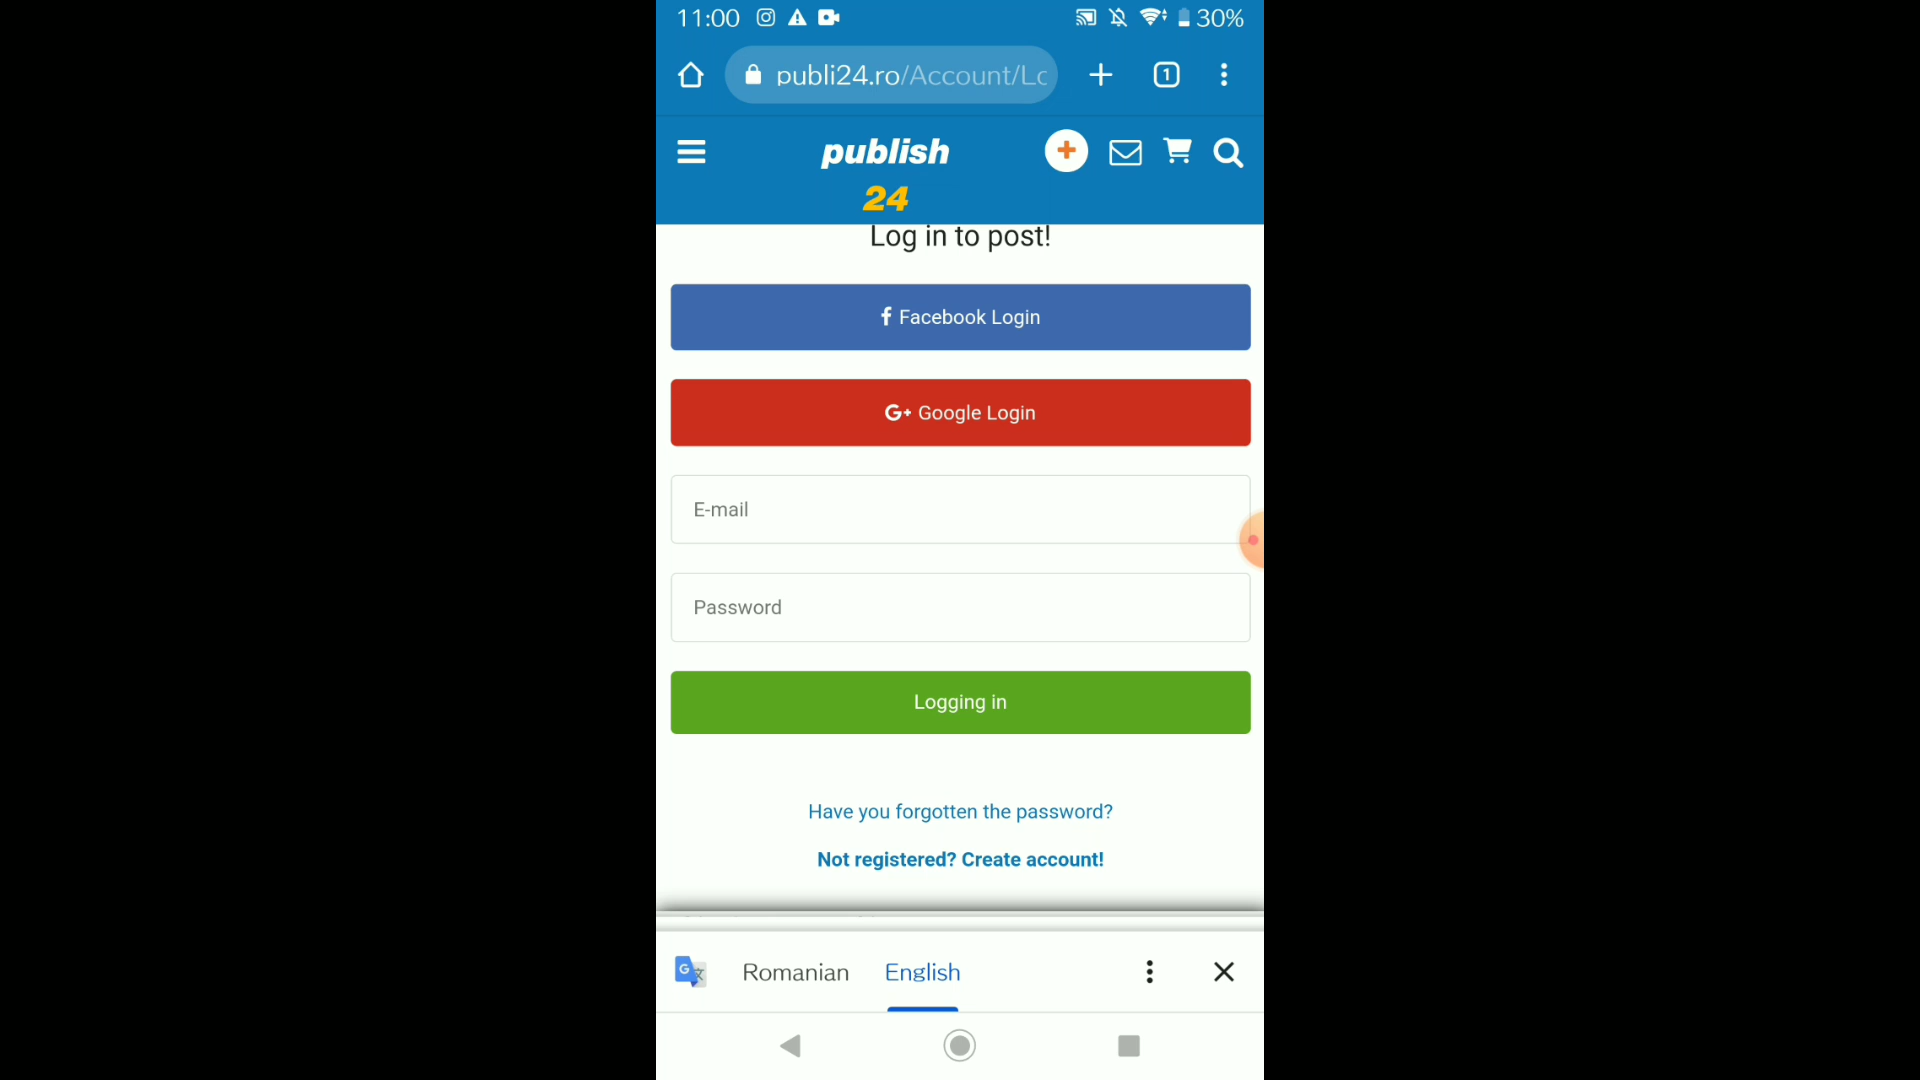 11:00 30%
publi24.ro/Account/Lc
1
publish
24
Log in to post!
f Facebook Login
G+ Google Login
E-mail
Password
Logging in
Have you forgotten the password?
Not registered? Create account!
Romanian English